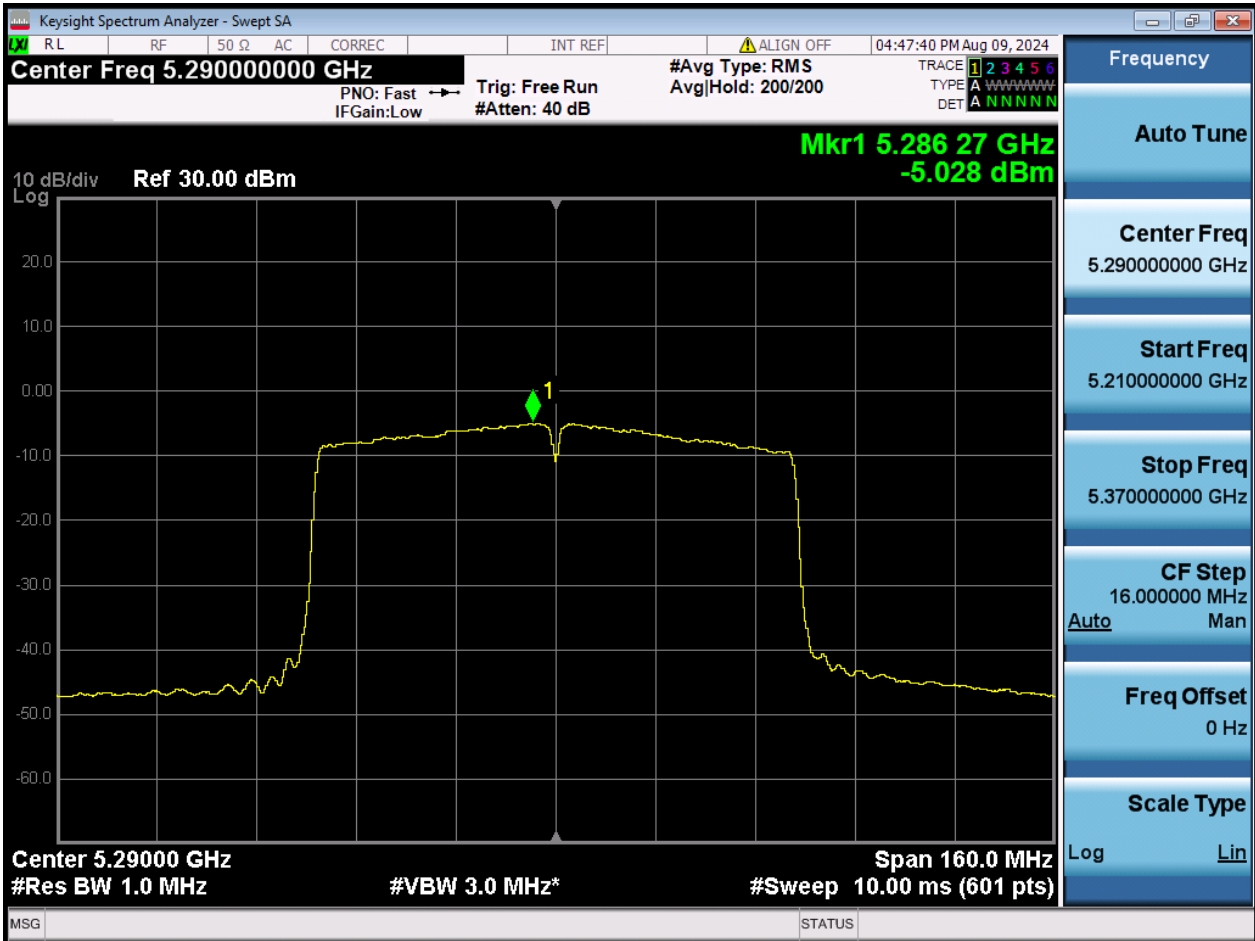 Keysight Spectrum Analyzer - Swept SA
LXI RL RF 50 Ω AC CORREC INT REF ALIGN OFF 04:47:40 PM Aug 09, 2024
Center Freq 5.290000000 GHz
PNO: Fast
IFGain:Low
Trig: Free Run
#Atten: 40 dB
#Avg Type: RMS
Avg|Hold: 200/200
TRACE 1 2 3 4 5 6
TYPE A WWWWW
DET A N N N N N
Mkr1 5.286 27 GHz
-5.028 dBm
10 dB/div Ref 30.00 dBm
Log
20.0
10.0
0.00
-10.0
-20.0
-30.0
-40.0
-50.0
-60.0
1
Center 5.29000 GHz Span 160.0 MHz
#Res BW 1.0 MHz #VBW 3.0 MHz* #Sweep 10.00 ms (601 pts)
MSG STATUS
Frequency
Auto Tune
Center Freq
5.290000000 GHz
Start Freq
5.210000000 GHz
Stop Freq
5.370000000 GHz
CF Step
16.000000 MHz
Auto Man
Freq Offset
0 Hz
Scale Type
Log Lin